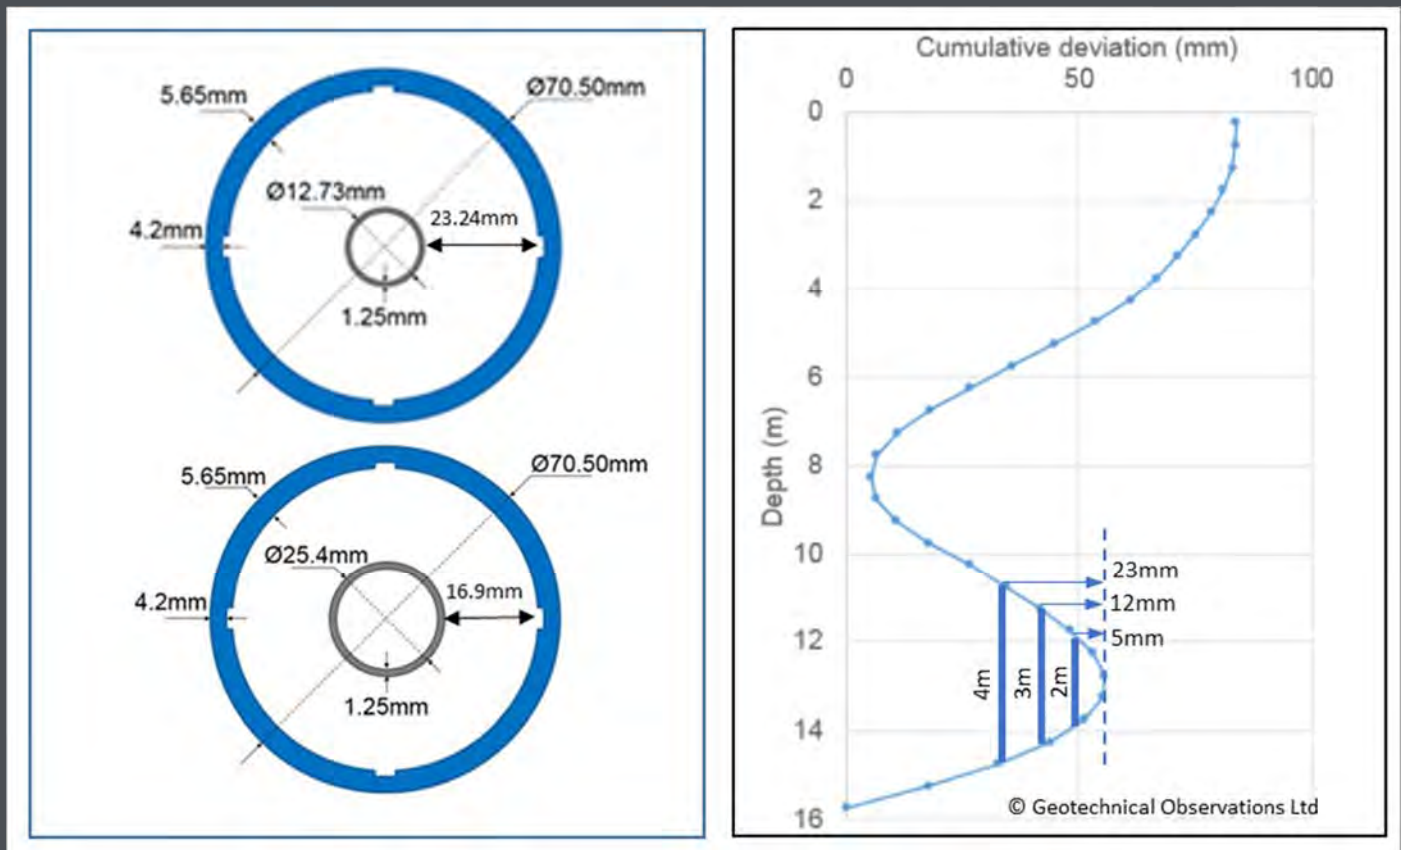 5.65mm
Ø70.50mm
Ø12.73mm
23.24mm
4.2mm
1.25mm
5.65mm
Ø70.50mm
Ø25.4mm
16.9mm
4.2mm
1.25mm
Cumulative deviation (mm)
0 50 100
0
2
4
6
8
10
12
14
16
Depth (m)
23mm
12mm
5mm
4m
3m
2m
© Geotechnical Observations Ltd